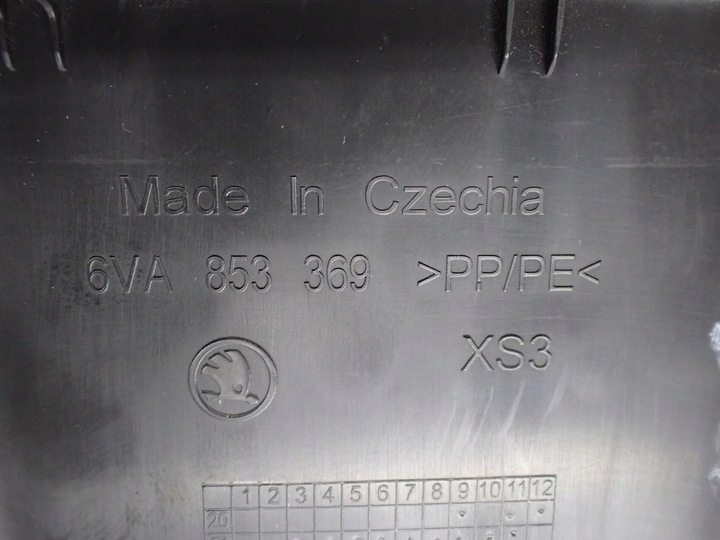 Made In Czechia
6VA 853 369 >PP/PE<
XS3
1 2 3 4 5 6 7 8 9 10 11 12
20